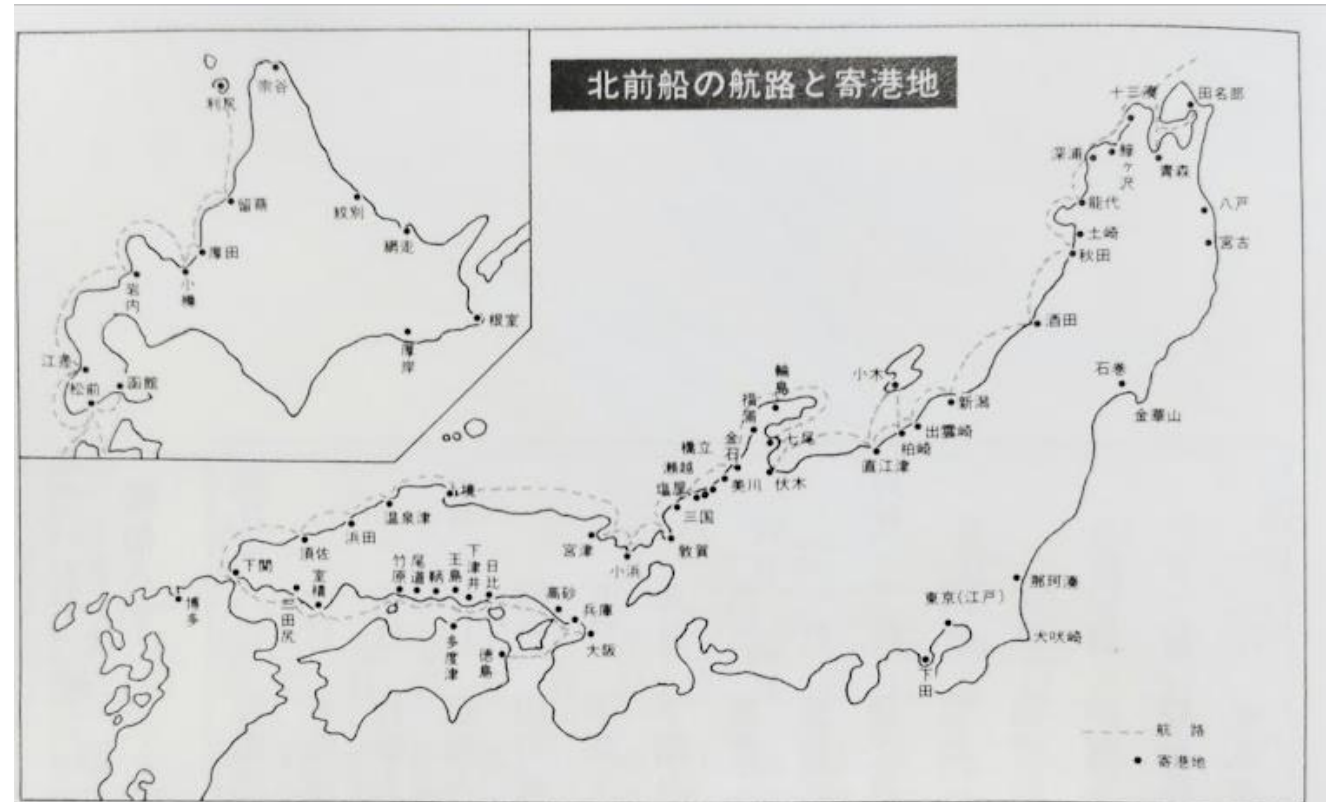 北前船の航路と寄港地
利尻
宗谷
留萠
紋別
網走
厚田
小樽
岩内
根室
厚岸
江差
松前
函館
十三湊
田名部
深浦
鰺ヶ沢
青森
能代
八戸
土崎
宮古
秋田
酒田
小木
輪島
石巻
新潟
福浦
金華山
出雲崎
金石
七尾
柏崎
橋立
直江津
瀬越
美川
伏木
塩屋
三国
境
温泉津
浜田
宮津
敦賀
須佐
小浜
下関
室積
竹原
尾道
鞆
玉島
下津井
日比
高砂
那珂湊
博多
三田尻
兵庫
東京(江戸)
大阪
犬吠崎
多度津
徳島
下田
航路
寄港地